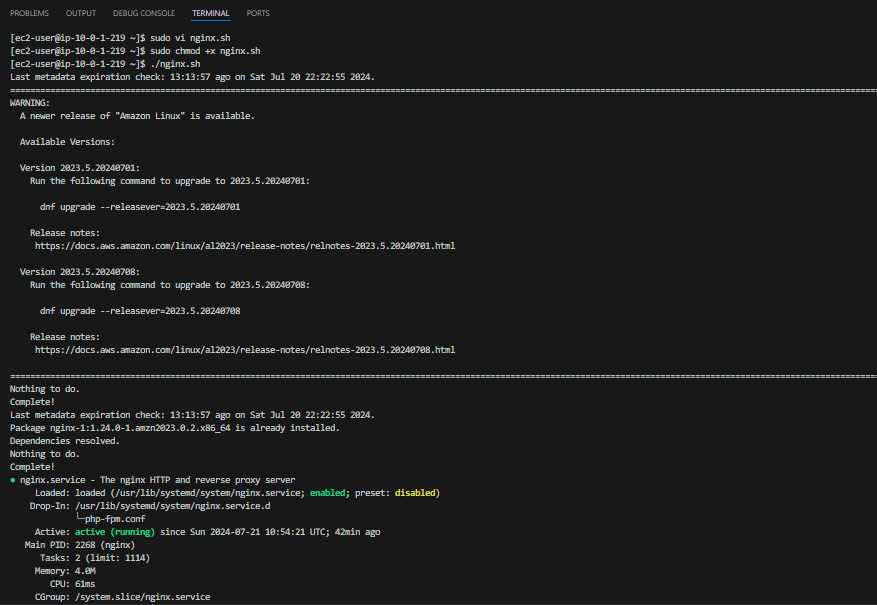 PROBLEMS OUTPUT DEBUG CONSOLE TERMINAL PORTS
[ec2-user@ip-10-0-1-219 ~]$ sudo vi nginx.sh
[ec2-user@ip-10-0-1-219 ~]$ sudo chmod +x nginx.sh
[ec2-user@ip-10-0-1-219 ~]$ ./nginx.sh
Last metadata expiration check: 13:13:57 ago on Sat Jul 20 22:22:55 2024.
================================================================================
WARNING:
  A newer release of "Amazon Linux" is available.

  Available Versions:

  Version 2023.5.20240701:
    Run the following command to upgrade to 2023.5.20240701:

      dnf upgrade --releasever=2023.5.20240701

    Release notes:
     https://docs.aws.amazon.com/linux/al2023/release-notes/relnotes-2023.5.20240701.html

  Version 2023.5.20240708:
    Run the following command to upgrade to 2023.5.20240708:

      dnf upgrade --releasever=2023.5.20240708

    Release notes:
     https://docs.aws.amazon.com/linux/al2023/release-notes/relnotes-2023.5.20240708.html

================================================================================
Nothing to do.
Complete!
Last metadata expiration check: 13:13:57 ago on Sat Jul 20 22:22:55 2024.
Package nginx-1:1.24.0-1.amzn2023.0.2.x86_64 is already installed.
Dependencies resolved.
Nothing to do.
Complete!
● nginx.service - The nginx HTTP and reverse proxy server
     Loaded: loaded (/usr/lib/systemd/system/nginx.service; enabled; preset: disabled)
    Drop-In: /usr/lib/systemd/system/nginx.service.d
             └─php-fpm.conf
     Active: active (running) since Sun 2024-07-21 10:54:21 UTC; 42min ago
   Main PID: 2268 (nginx)
      Tasks: 2 (limit: 1114)
     Memory: 4.0M
        CPU: 61ms
     CGroup: /system.slice/nginx.service